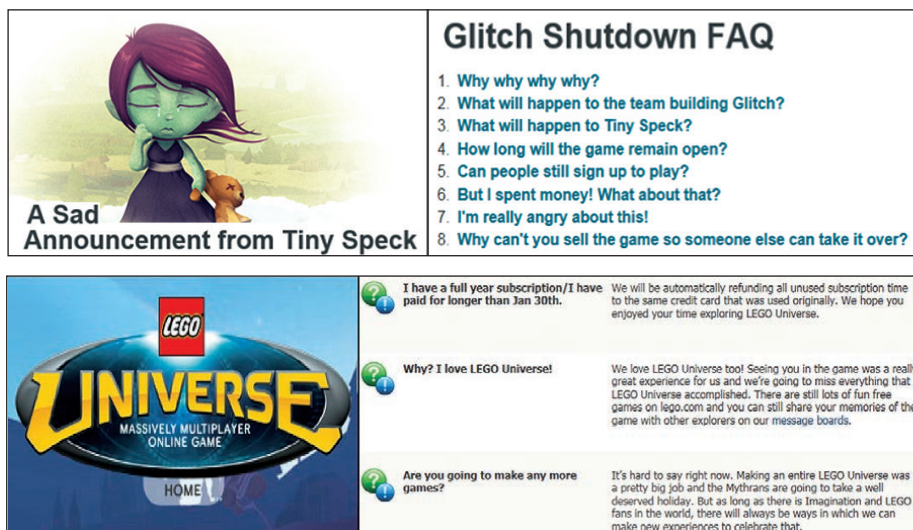 A Sad
Announcement from Tiny Speck
Glitch Shutdown FAQ
1. Why why why why?
2. What will happen to the team building Glitch?
3. What will happen to Tiny Speck?
4. How long will the game remain open?
5. Can people still sign up to play?
6. But I spent money! What about that?
7. I'm really angry about this!
8. Why can't you sell the game so someone else can take it over?
LEGO
UNIVERSE
MASSIVELY MULTIPLAYER
ONLINE GAME
HOME
I have a full year subscription/I have
paid for longer than Jan 30th.
We will be automatically refunding all unused subscription time
to the same credit card that was used originally. We hope you
enjoyed your time exploring LEGO Universe.
Why? I love LEGO Universe!
We love LEGO Universe too! Seeing you in the game was a really
great experience for us and we're going to miss everything that
LEGO Universe accomplished. There are still lots of fun free
games on lego.com and you can still share your memories of the
game with other explorers on our message boards.
Are you going to make any more
games?
It's hard to say right now. Making an entire LEGO Universe was
a pretty big job and the Mythrans are going to take a well
deserved holiday. But as long as there is Imagination and LEGO
fans in the world, there will always be ways in which we can
make new experiences to celebrate that.